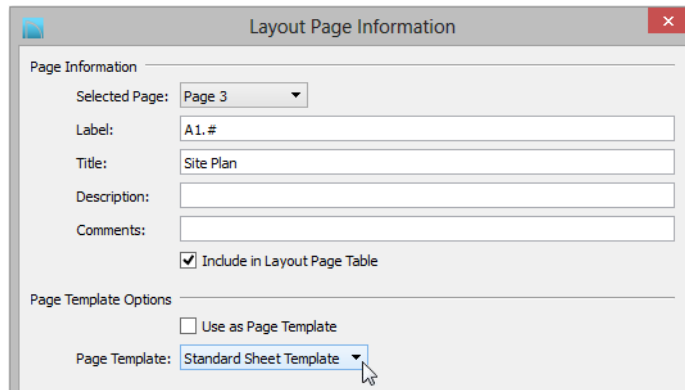 Layout Page Information
Page Information
Selected Page: Page 3
Label: A1.#
Title: Site Plan
Description:
Comments:
Include in Layout Page Table
Page Template Options
Use as Page Template
Page Template: Standard Sheet Template